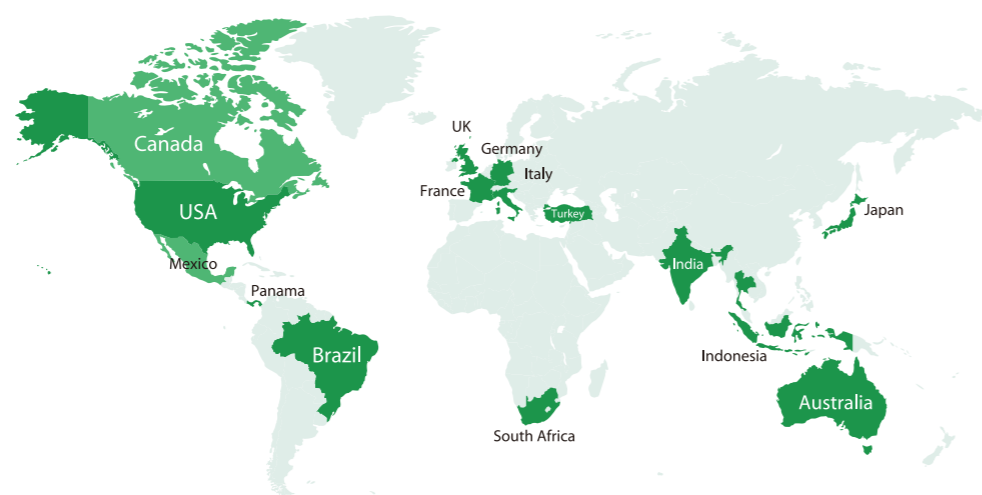 UK
Germany
Canada
Italy
France
USA
Turkey
Japan
Mexico
India
Panama
Brazil
Indonesia
Australia
South Africa